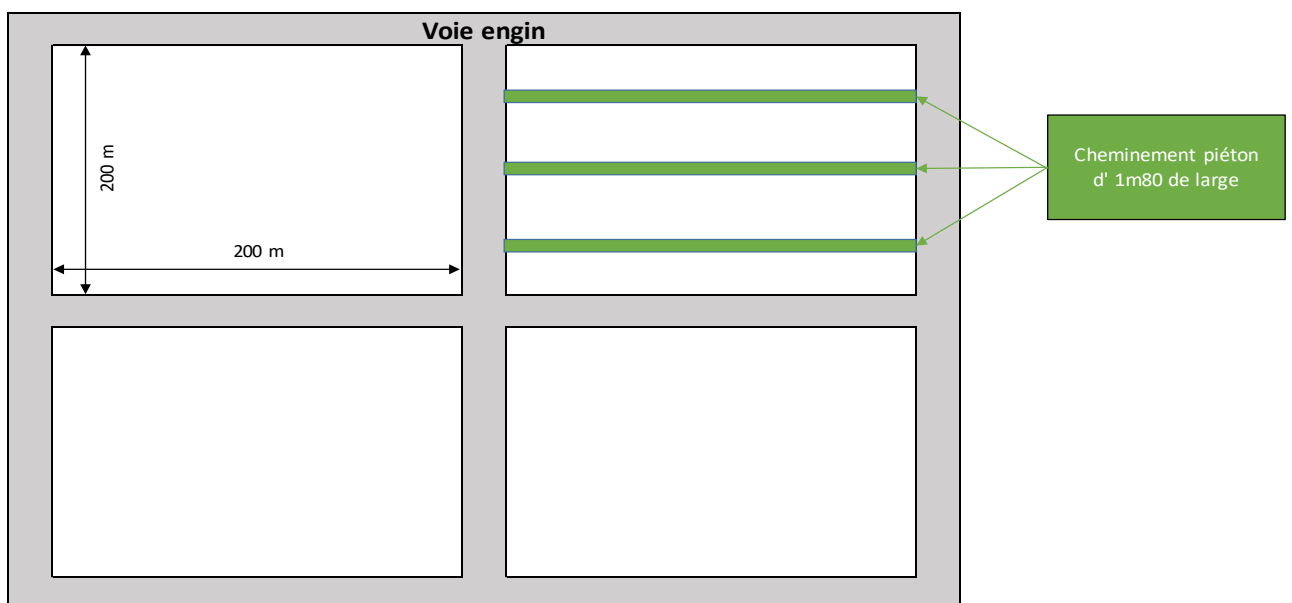 Voie engin
200 m
200 m
Cheminement piéton
d' 1m80 de large